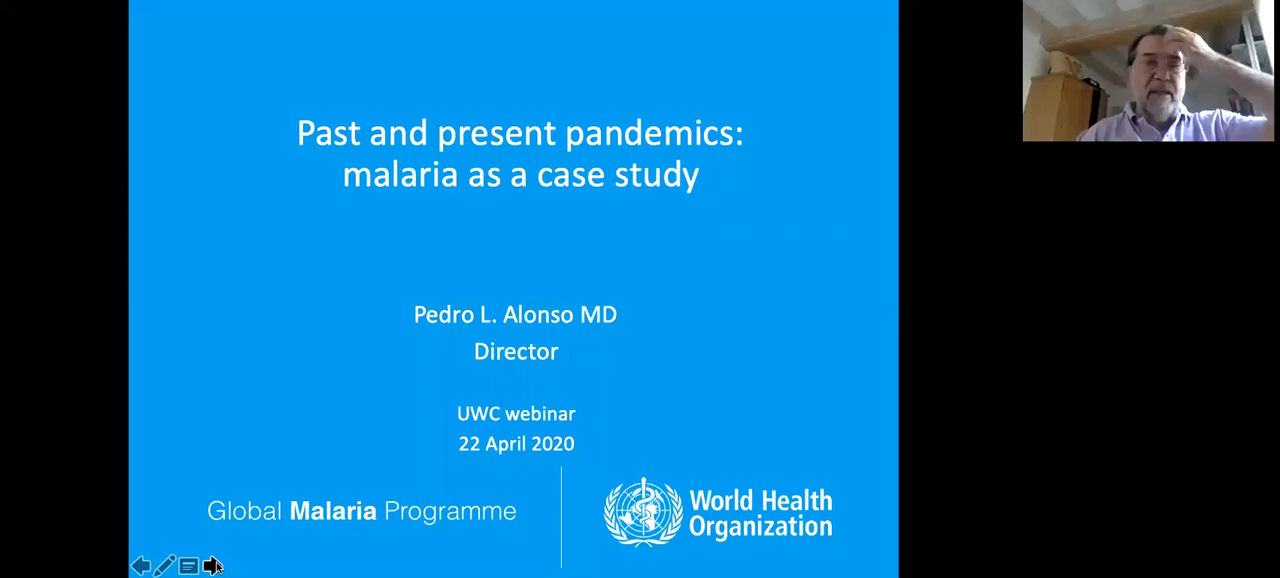 Past and present pandemics:
malaria as a case study
Pedro L. Alonso MD
Director
UWC webinar
22 April 2020
Global Malaria Programme
World Health
Organization